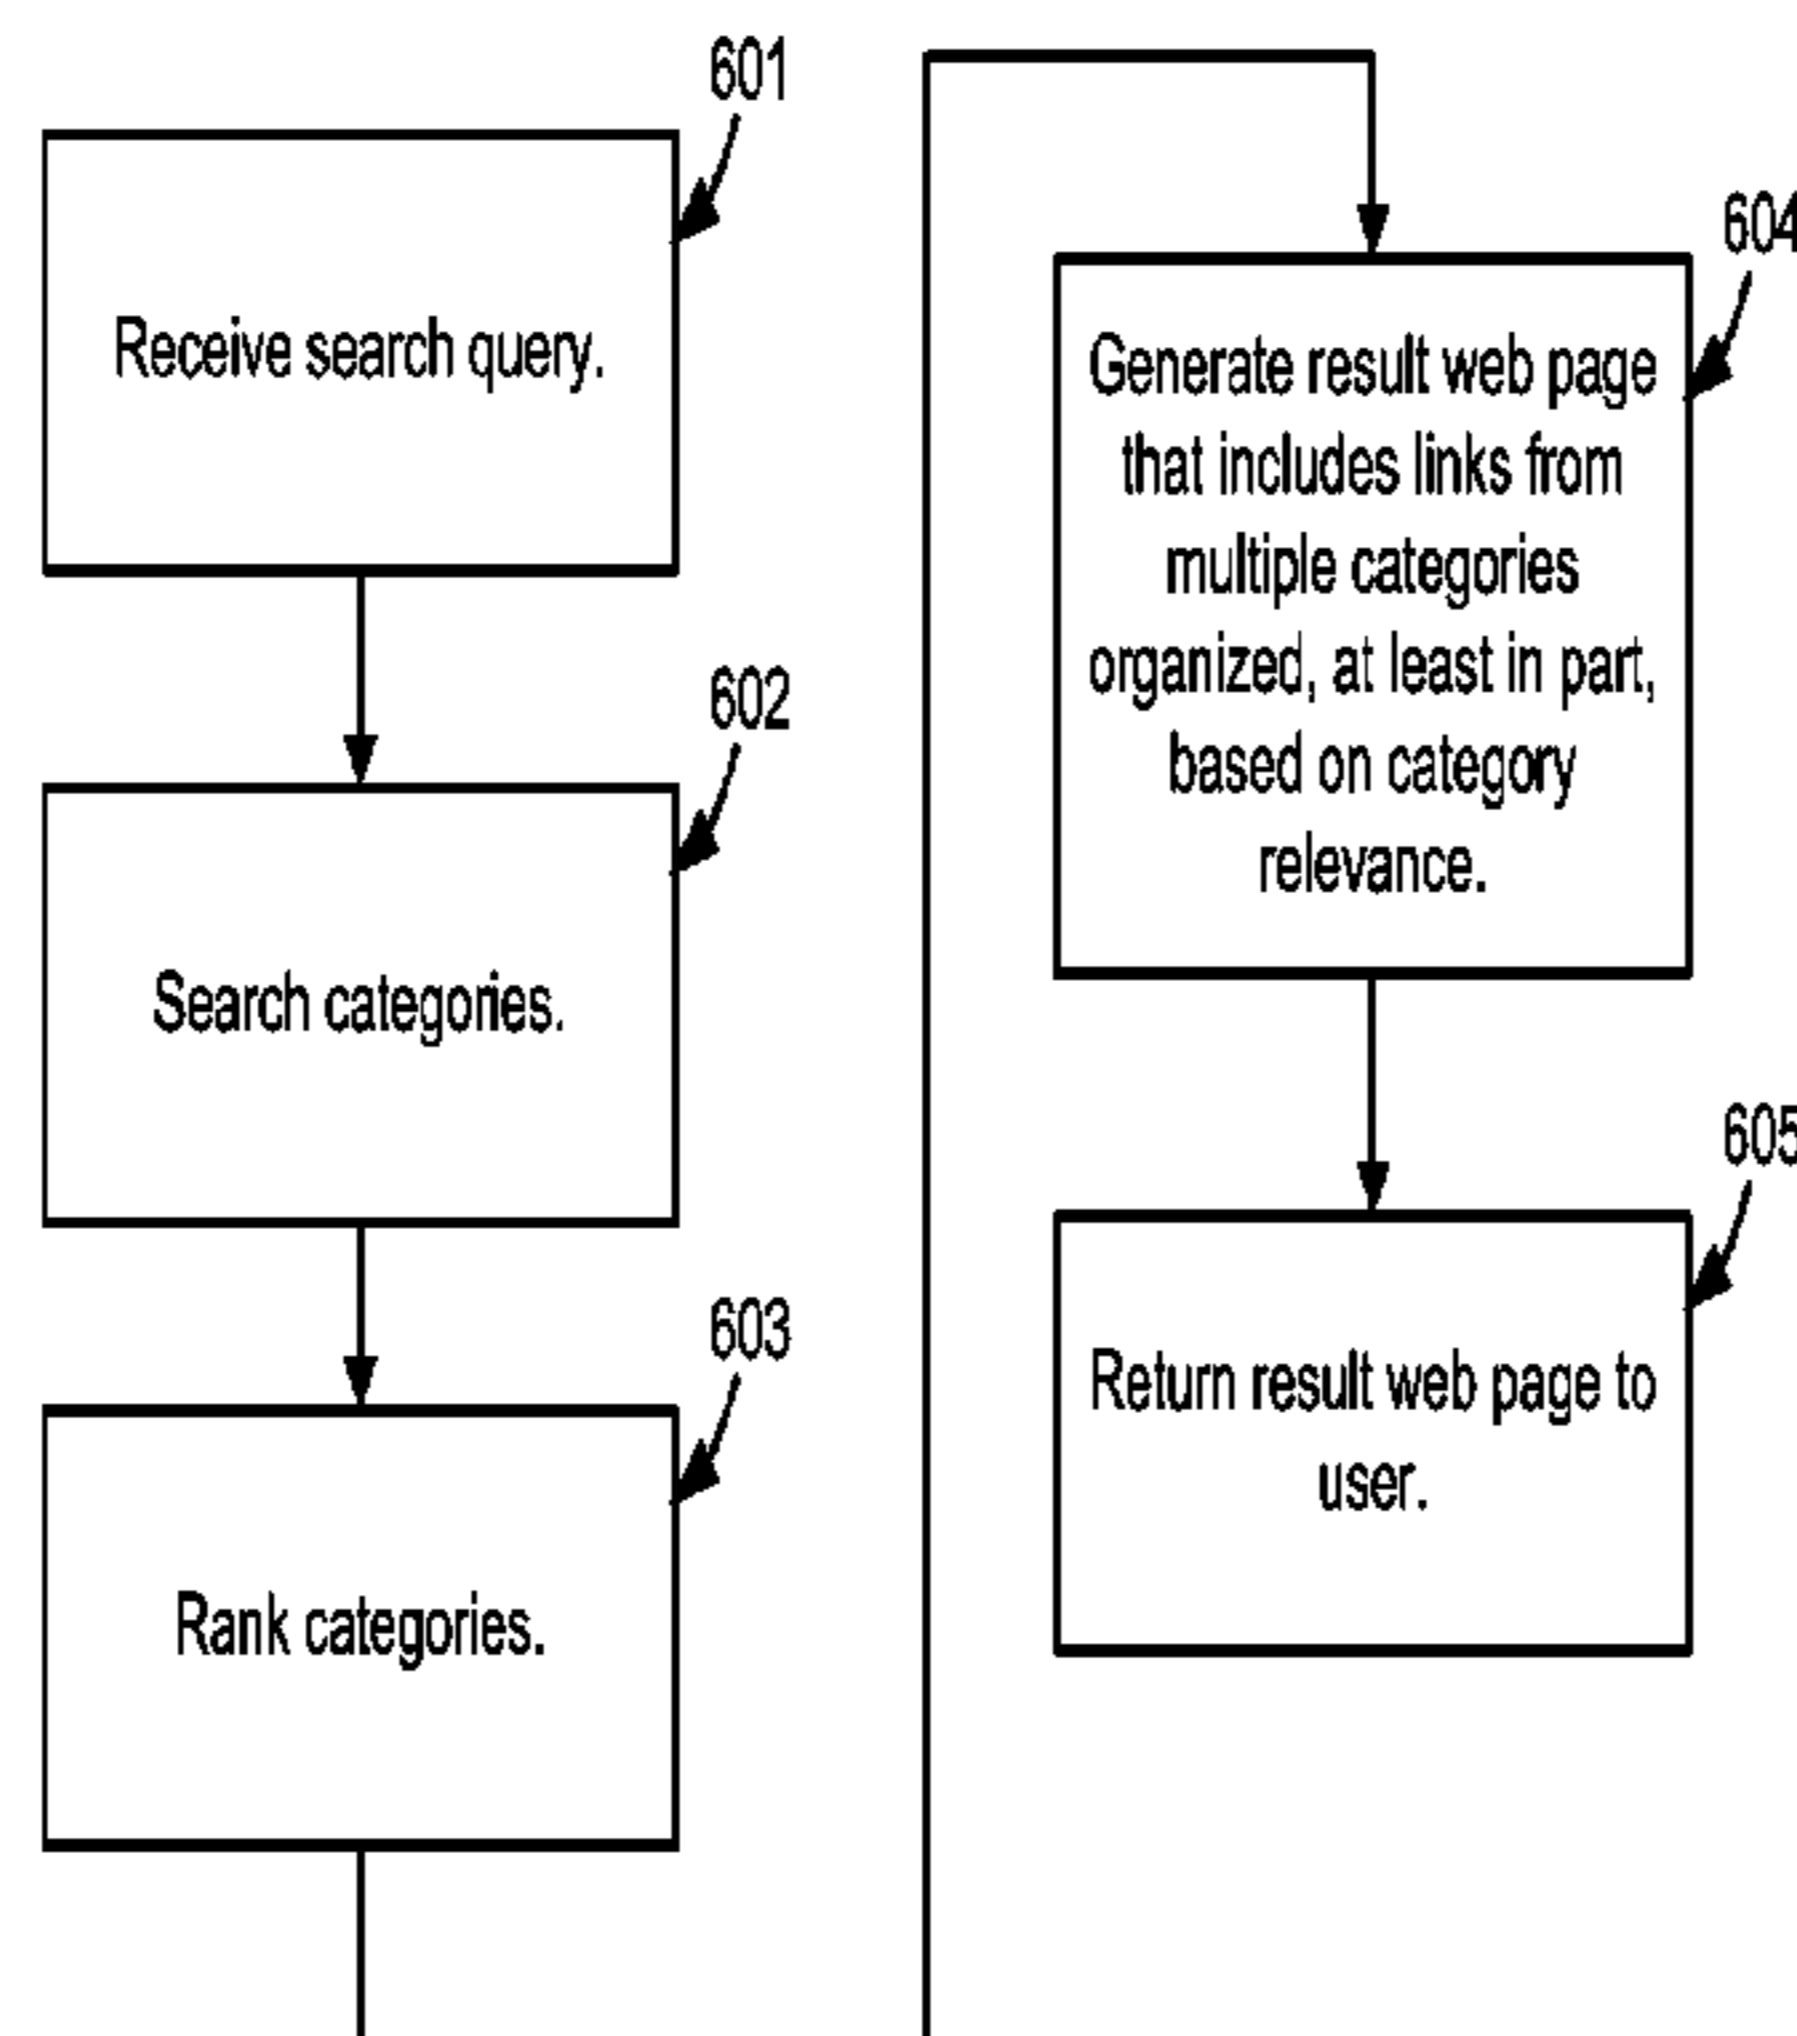 601
Receive search query.
602
Search categories.
603
Rank categories.
604
Generate result web page
that includes links from
multiple categories
organized, at least in part,
based on category
relevance.
605
Return result web page to
user.